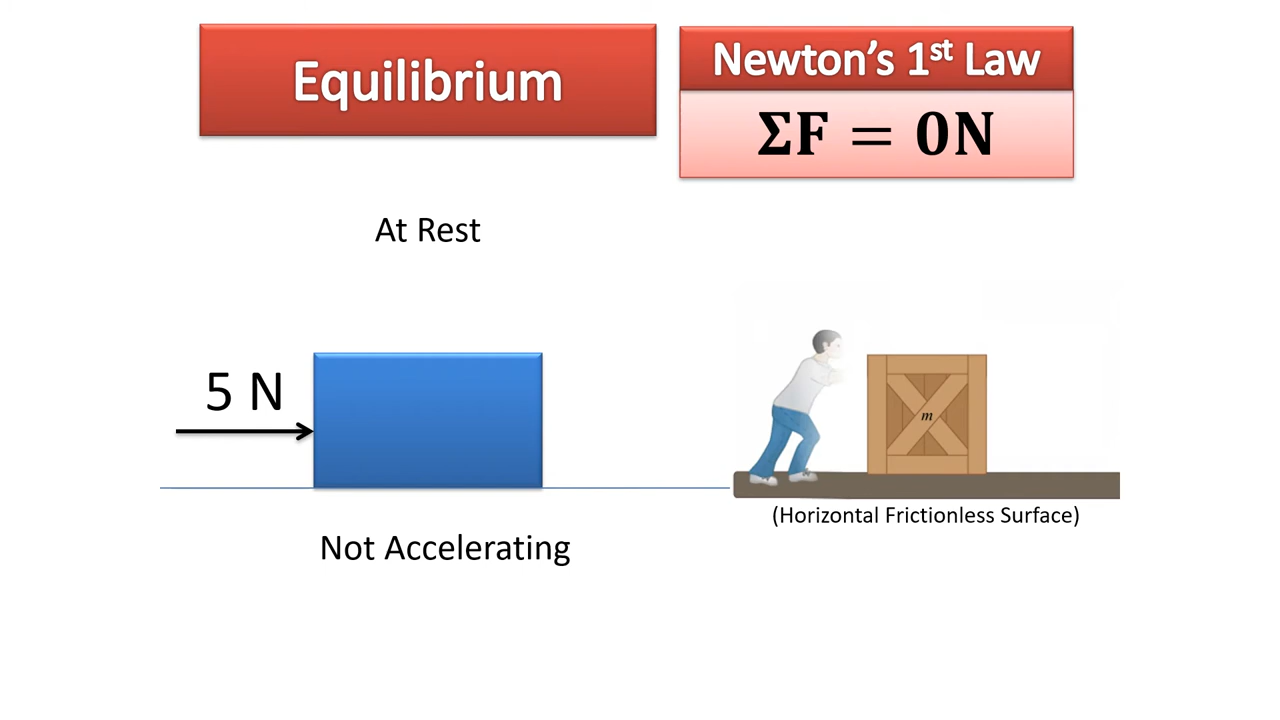 Equilibrium
Newton's 1st Law
ΣF = 0N
At Rest
5 N
m
(Horizontal Frictionless Surface)
Not Accelerating